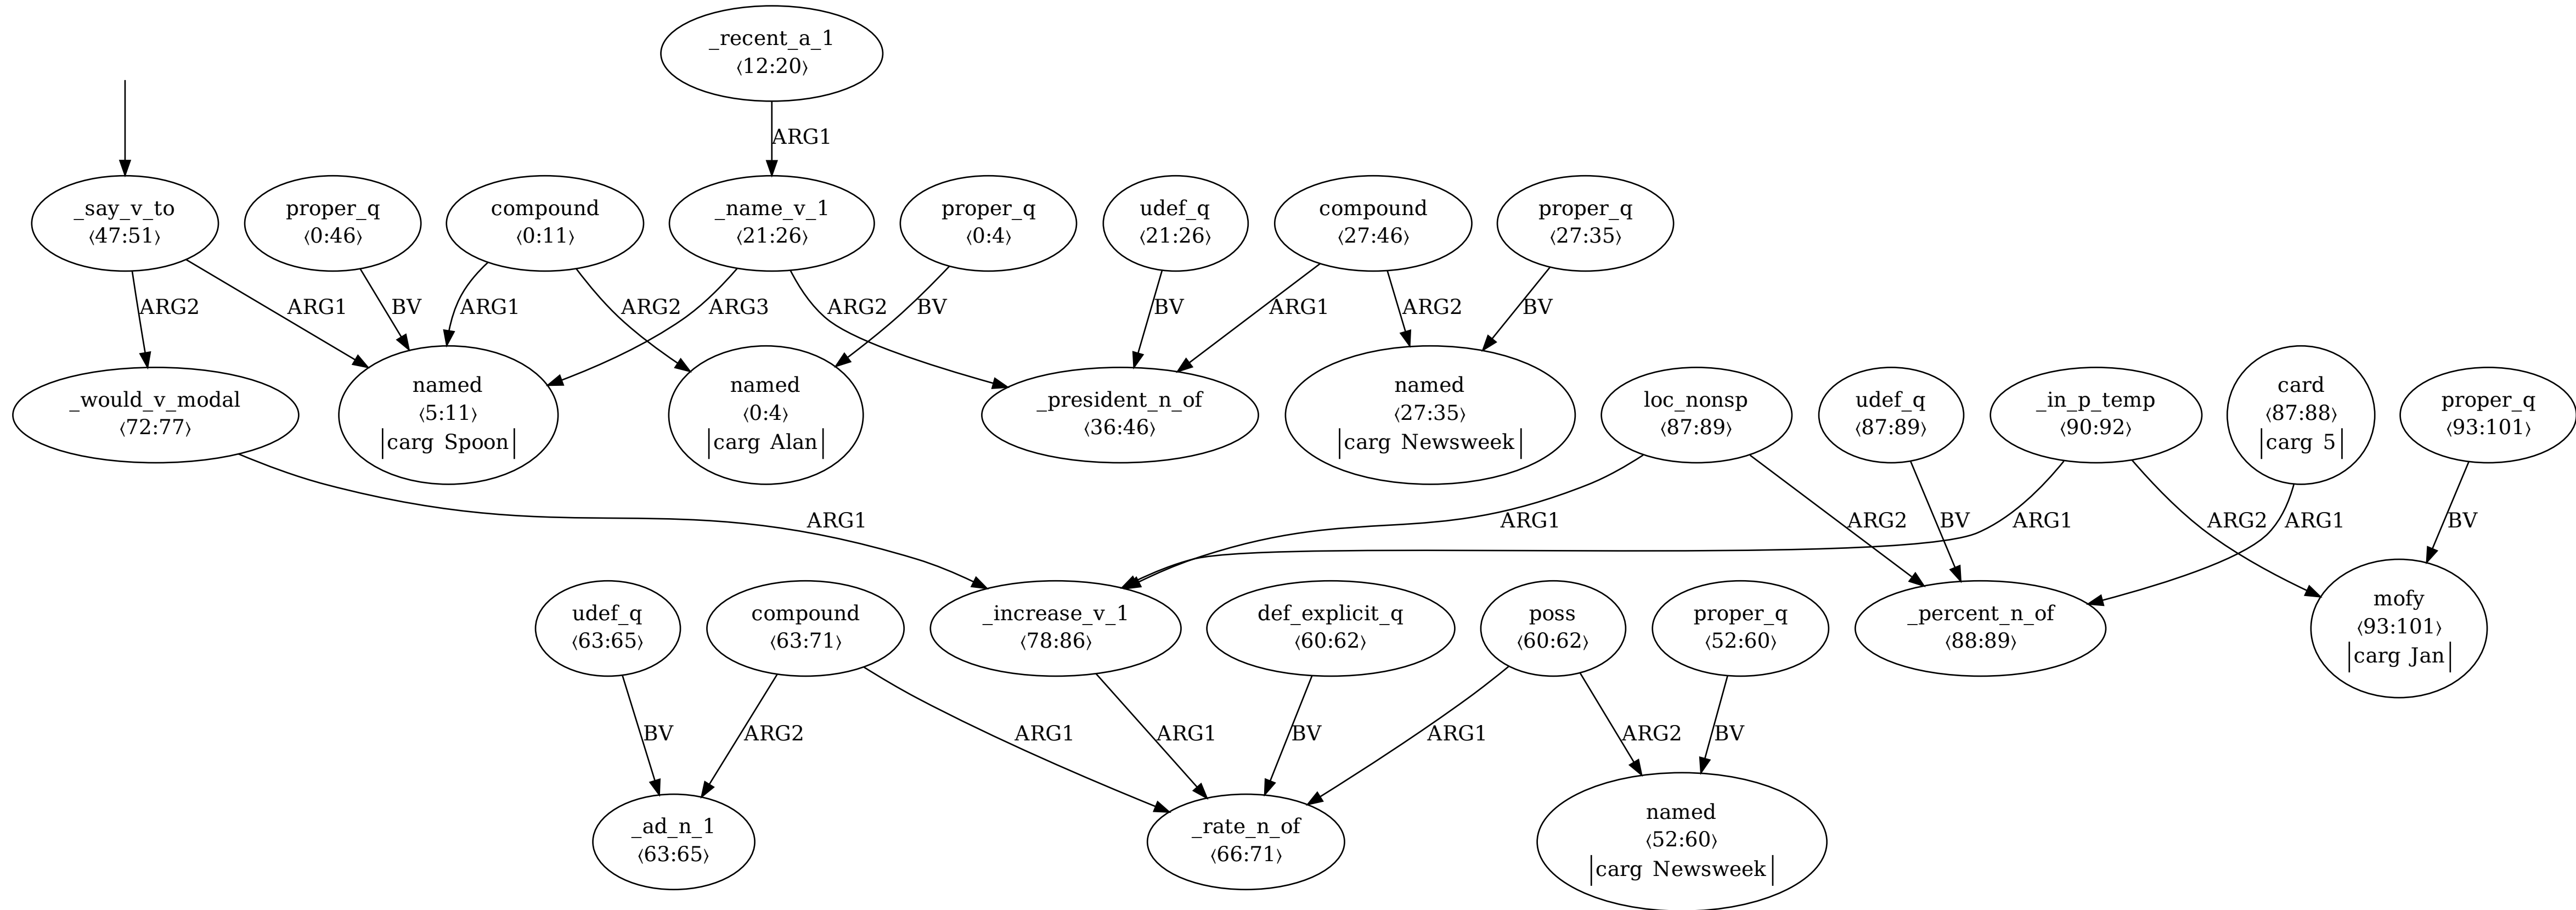 _recent_a_1
⟨12:20⟩
ARG1
_say_v_to
⟨47:51⟩
proper_q
⟨0:46⟩
compound
⟨0:11⟩
_name_v_1
⟨21:26⟩
proper_q
⟨0:4⟩
udef_q
⟨21:26⟩
compound
⟨27:46⟩
proper_q
⟨27:35⟩
ARG2
ARG1
BV
ARG1
ARG2
ARG3
ARG2
BV
BV
ARG1
ARG2
BV
_would_v_modal
⟨72:77⟩
named
⟨5:11⟩
|carg Spoon|
named
⟨0:4⟩
|carg Alan|
_president_n_of
⟨36:46⟩
named
⟨27:35⟩
|carg Newsweek|
loc_nonsp
⟨87:89⟩
udef_q
⟨87:89⟩
_in_p_temp
⟨90:92⟩
card
⟨87:88⟩
|carg 5|
proper_q
⟨93:101⟩
ARG1
ARG1
ARG2
BV
ARG1
ARG2
ARG1
BV
udef_q
⟨63:65⟩
compound
⟨63:71⟩
_increase_v_1
⟨78:86⟩
def_explicit_q
⟨60:62⟩
poss
⟨60:62⟩
proper_q
⟨52:60⟩
_percent_n_of
⟨88:89⟩
mofy
⟨93:101⟩
|carg Jan|
BV
ARG2
ARG1
ARG1
BV
ARG1
ARG2
BV
_ad_n_1
⟨63:65⟩
_rate_n_of
⟨66:71⟩
named
⟨52:60⟩
|carg Newsweek|